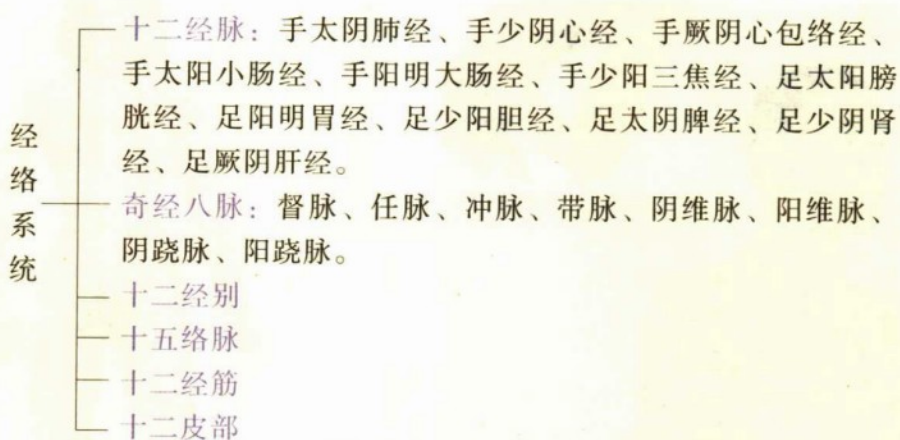 经络系统
十二经脉：手太阴肺经、手少阴心经、手厥阴心包络经、
手太阳小肠经、手阳明大肠经、手少阳三焦经、足太阳膀
胱经、足阳明胃经、足少阳胆经、足太阴脾经、足少阴肾
经、足厥阴肝经。
奇经八脉：督脉、任脉、冲脉、带脉、阴维脉、阳维脉、
阴跷脉、阳跷脉。
十二经别
十五络脉
十二经筋
十二皮部